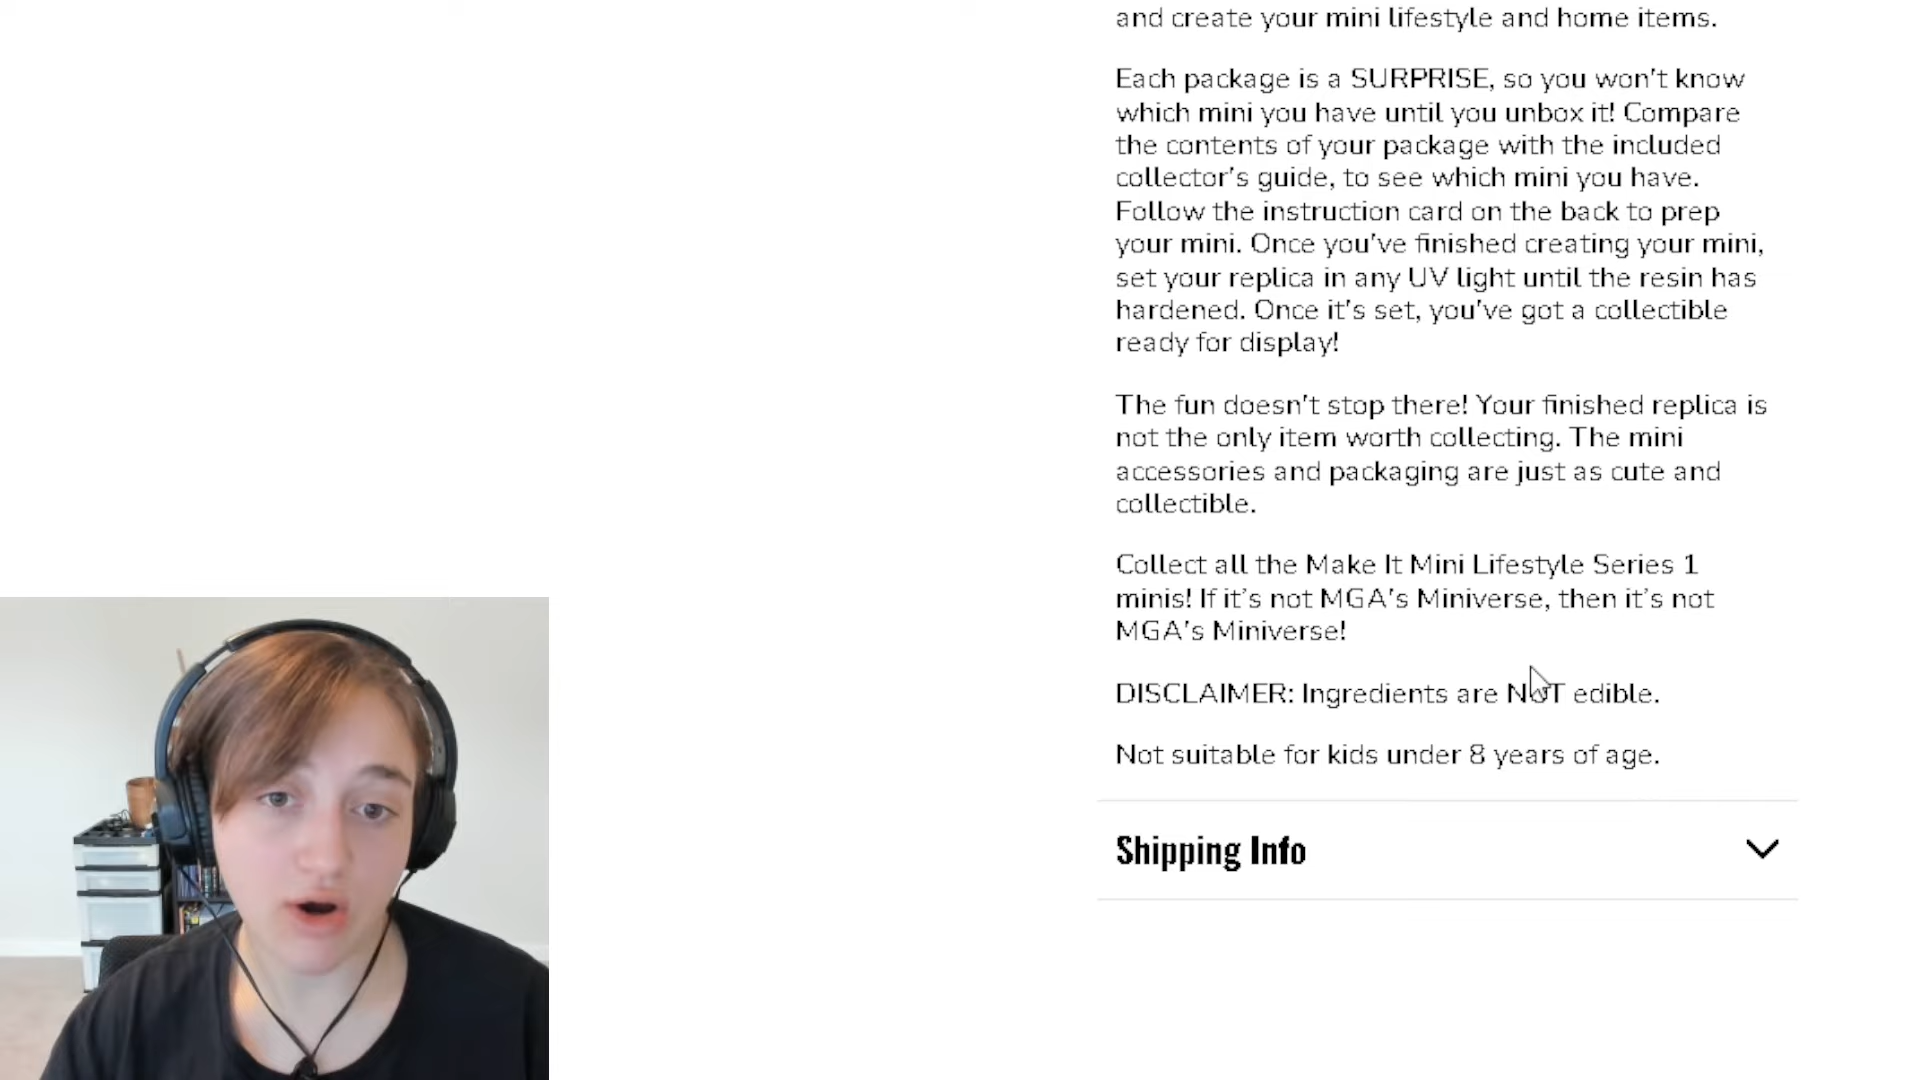 and create your mini lifestyle and home items.
Each package is a SURPRISE, so you won't know
which mini you have until you unbox it! Compare
the contents of your package with the included
collector's guide, to see which mini you have.
Follow the instruction card on the back to prep
your mini. Once you've finished creating your mini,
set your replica in any UV light until the resin has
hardened. Once it's set, you've got a collectible
ready for display!
The fun doesn't stop there! Your finished replica is
not the only item worth collecting. The mini
accessories and packaging are just as cute and
collectible.
Collect all the Make It Mini Lifestyle Series 1
minis! If it’s not MGA's Miniverse, then it’s not
MGA's Miniverse!
DISCLAIMER: Ingredients are NOT edible.
Not suitable for kids under 8 years of age.
Shipping Info